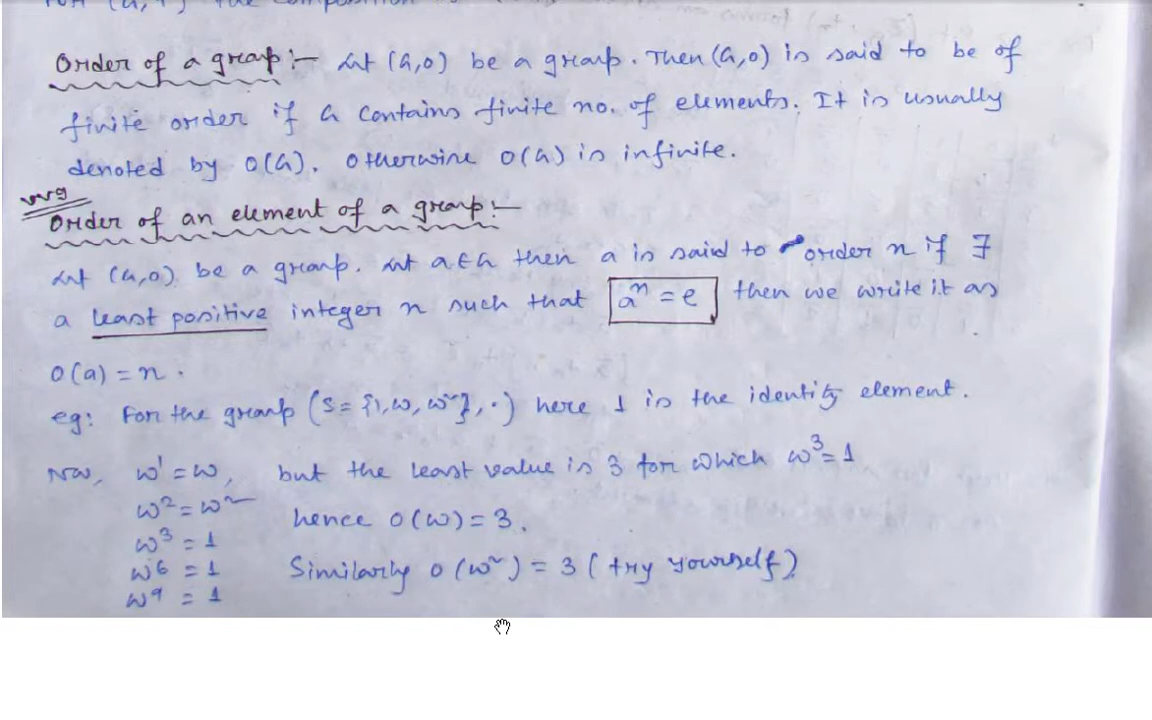 Order of a group :- Let (G,o) be a group. Then (G,o) is said to be of
finite order if G contains finite no. of elements. It is usually
denoted by O(G). Otherwise O(G) is infinite.
Order of an element of a group :-
Let (G,o) be a group. Let a∈G then a is said to order n if ∃
a least positive integer n such that aⁿ = e then we write it as
O(a) = n.
eg: For the group (S = {1, ω, ω²}, ·) here 1 is the identity element.
Now, ω¹ = ω, but the least value is 3 for which ω³ = 1
ω² = ω² hence O(ω) = 3.
ω³ = 1
ω⁶ = 1 Similarly O(ω²) = 3 (try yourself)
ω⁹ = 1